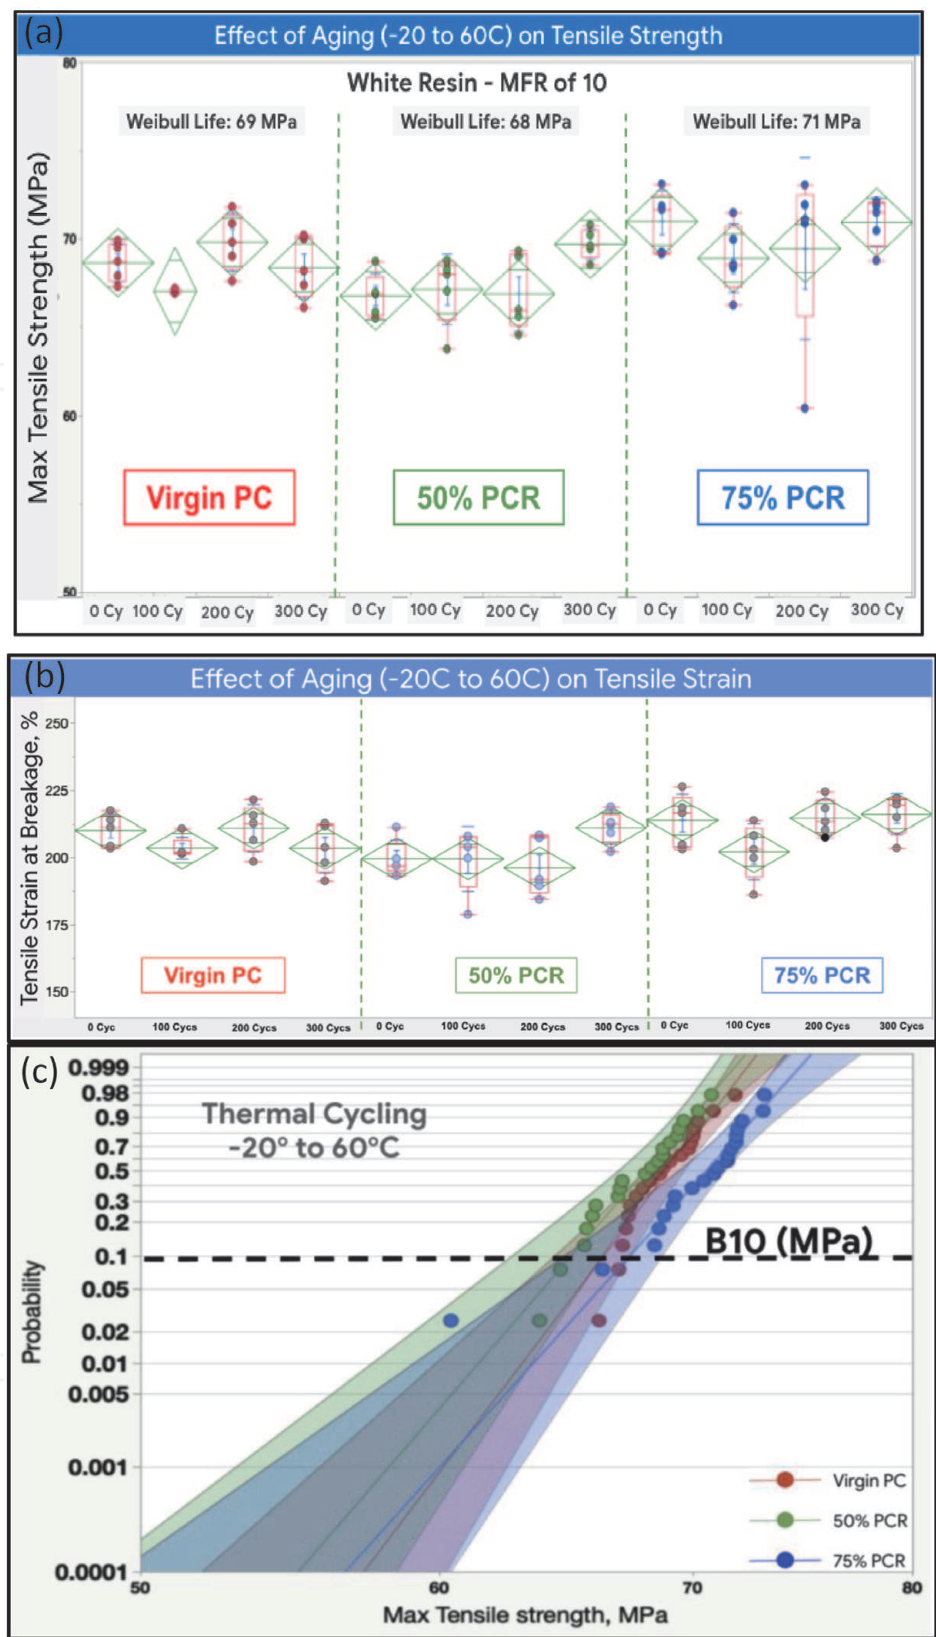 (a)
Effect of Aging (-20 to 60C) on Tensile Strength
White Resin - MFR of 10
Weibull Life: 69 MPa
Weibull Life: 68 MPa
Weibull Life: 71 MPa
Max Tensile Strength (MPa)
80
70
60
50
Virgin PC
50% PCR
75% PCR
0 Cy 100 Cy 200 Cy 300 Cy 0 Cy 100 Cy 200 Cy 300 Cy 0 Cy 100 Cy 200 Cy 300 Cy
(b)
Effect of Aging (-20C to 60C) on Tensile Strain
Tensile Strain at Breakage, %
250
225
200
175
150
Virgin PC
50% PCR
75% PCR
0 Cyc 100 Cycs 200 Cycs 300 Cycs 0 Cyc 100 Cycs 200 Cycs 300 Cycs 0 Cyc 100 Cycs 200 Cycs 300 Cycs
(c)
Thermal Cycling
-20° to 60°C
Probability
0.999
0.98
0.9
0.7
0.5
0.3
0.2
0.1
0.05
0.02
0.01
0.005
0.001
0.0001
B10 (MPa)
Virgin PC
50% PCR
75% PCR
50 60 70 80
Max Tensile strength, MPa